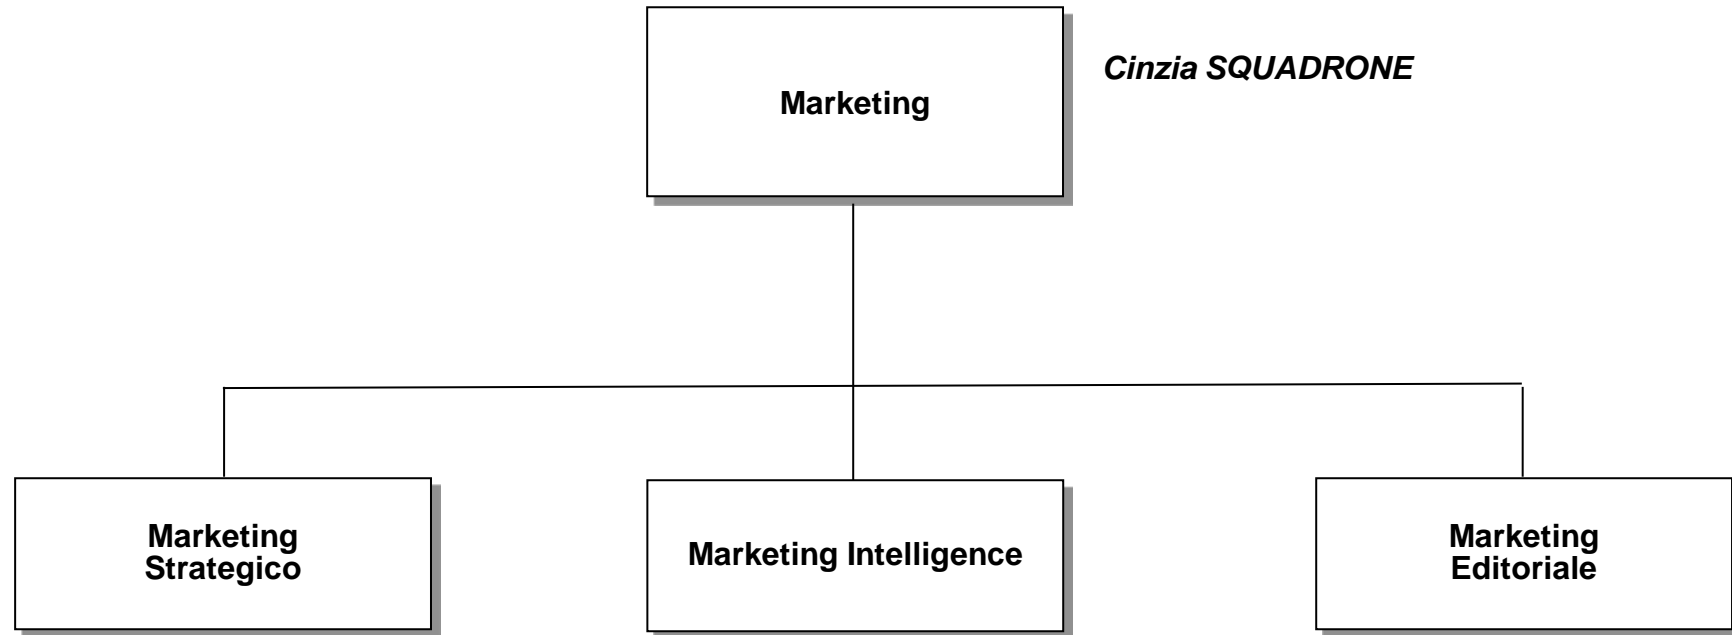 Marketing
Cinzia SQUADRONE
Marketing
Strategico
Marketing Intelligence
Marketing
Editoriale